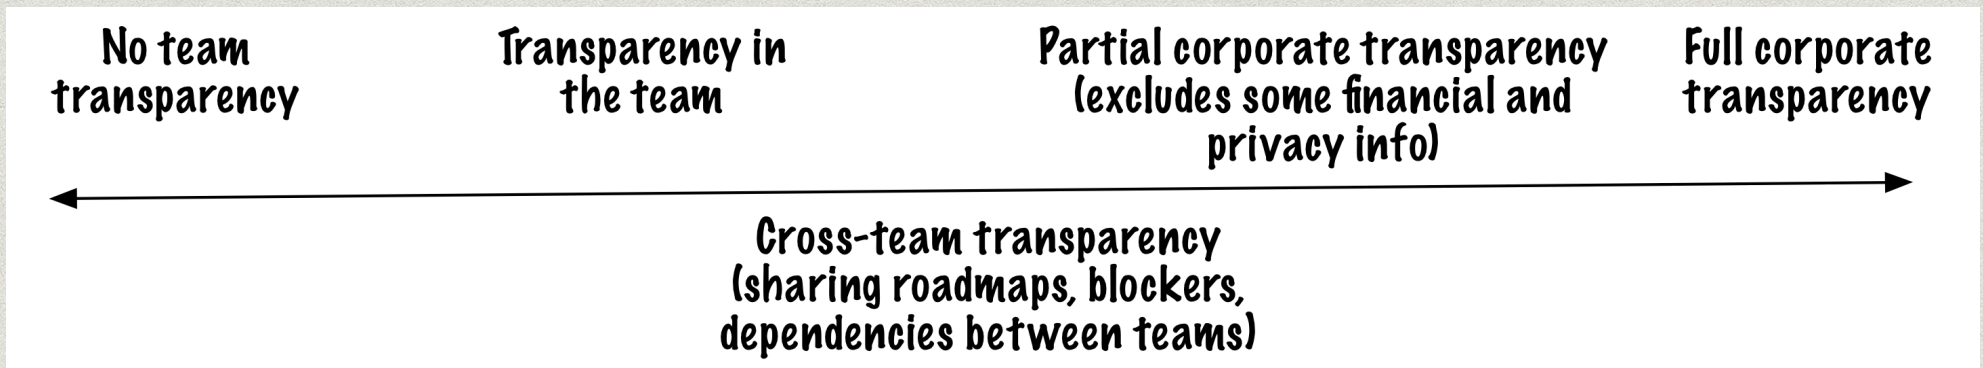 No team
transparency
Transparency in
the team
Partial corporate transparency
(excludes some financial and
privacy info)
Full corporate
transparency
Cross-team transparency
(sharing roadmaps, blockers,
dependencies between teams)